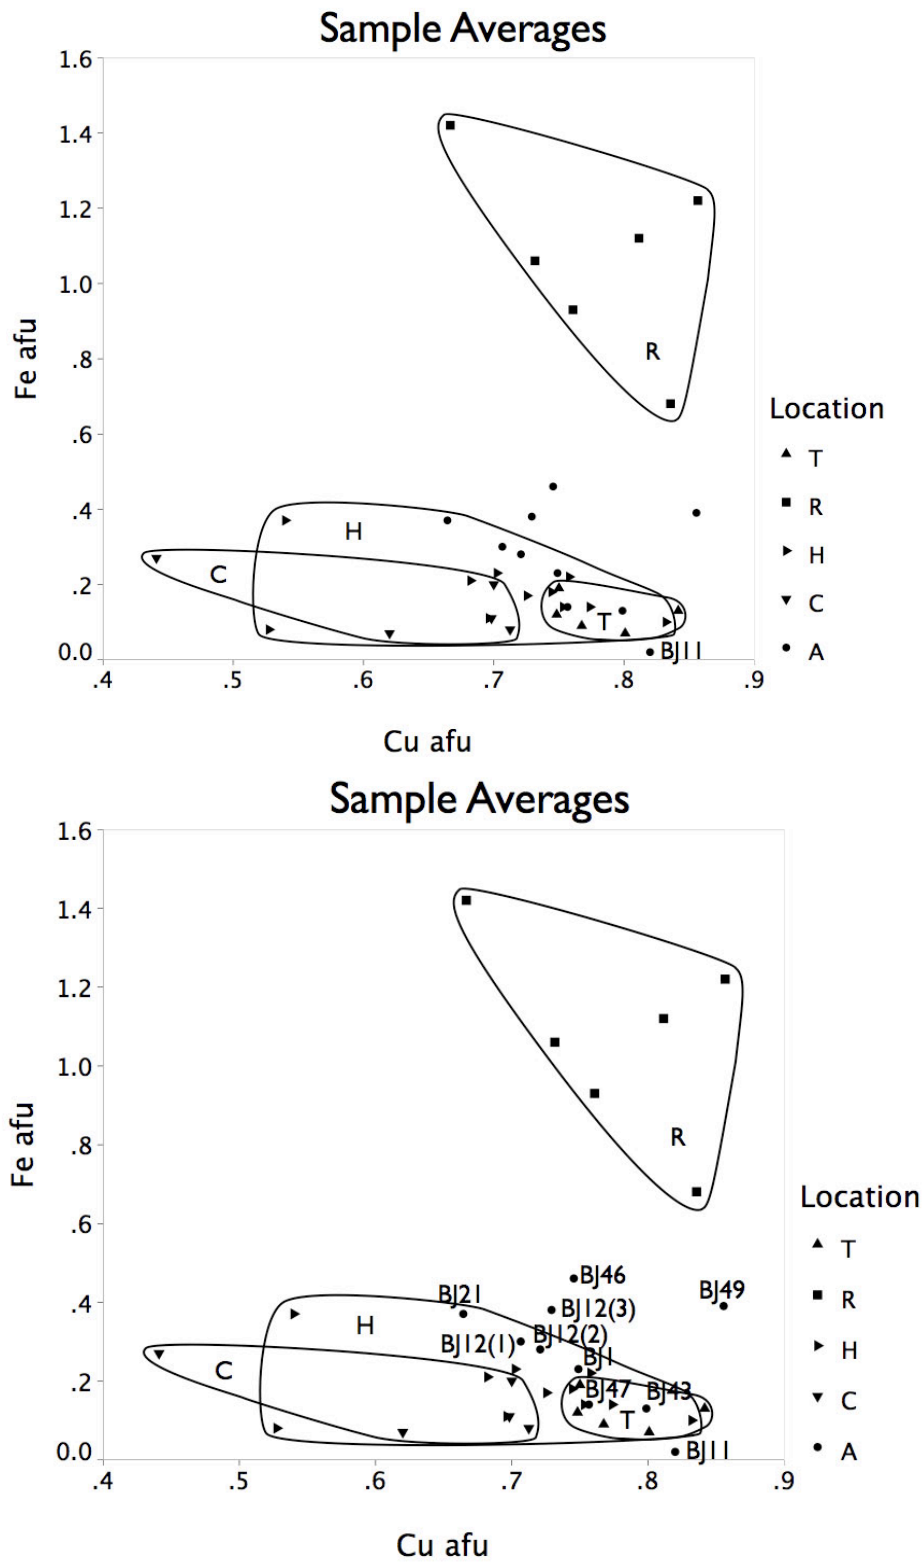 Sample Averages
1.6
1.4
1.2
1.0
.8
.6
.4
.2
0.0
Fe afu
R
H
C
T
BJ11
.4 .5 .6 .7 .8 .9
Cu afu
Location
T
R
H
C
A
Sample Averages
1.6
1.4
1.2
1.0
.8
.6
.4
.2
0.0
Fe afu
R
BJ46
BJ49
BJ21
BJ12(3)
H
BJ12(2)
BJ12(1)
BJ1
C
BJ47
BJ43
T
BJ11
.4 .5 .6 .7 .8 .9
Cu afu
Location
T
R
H
C
A